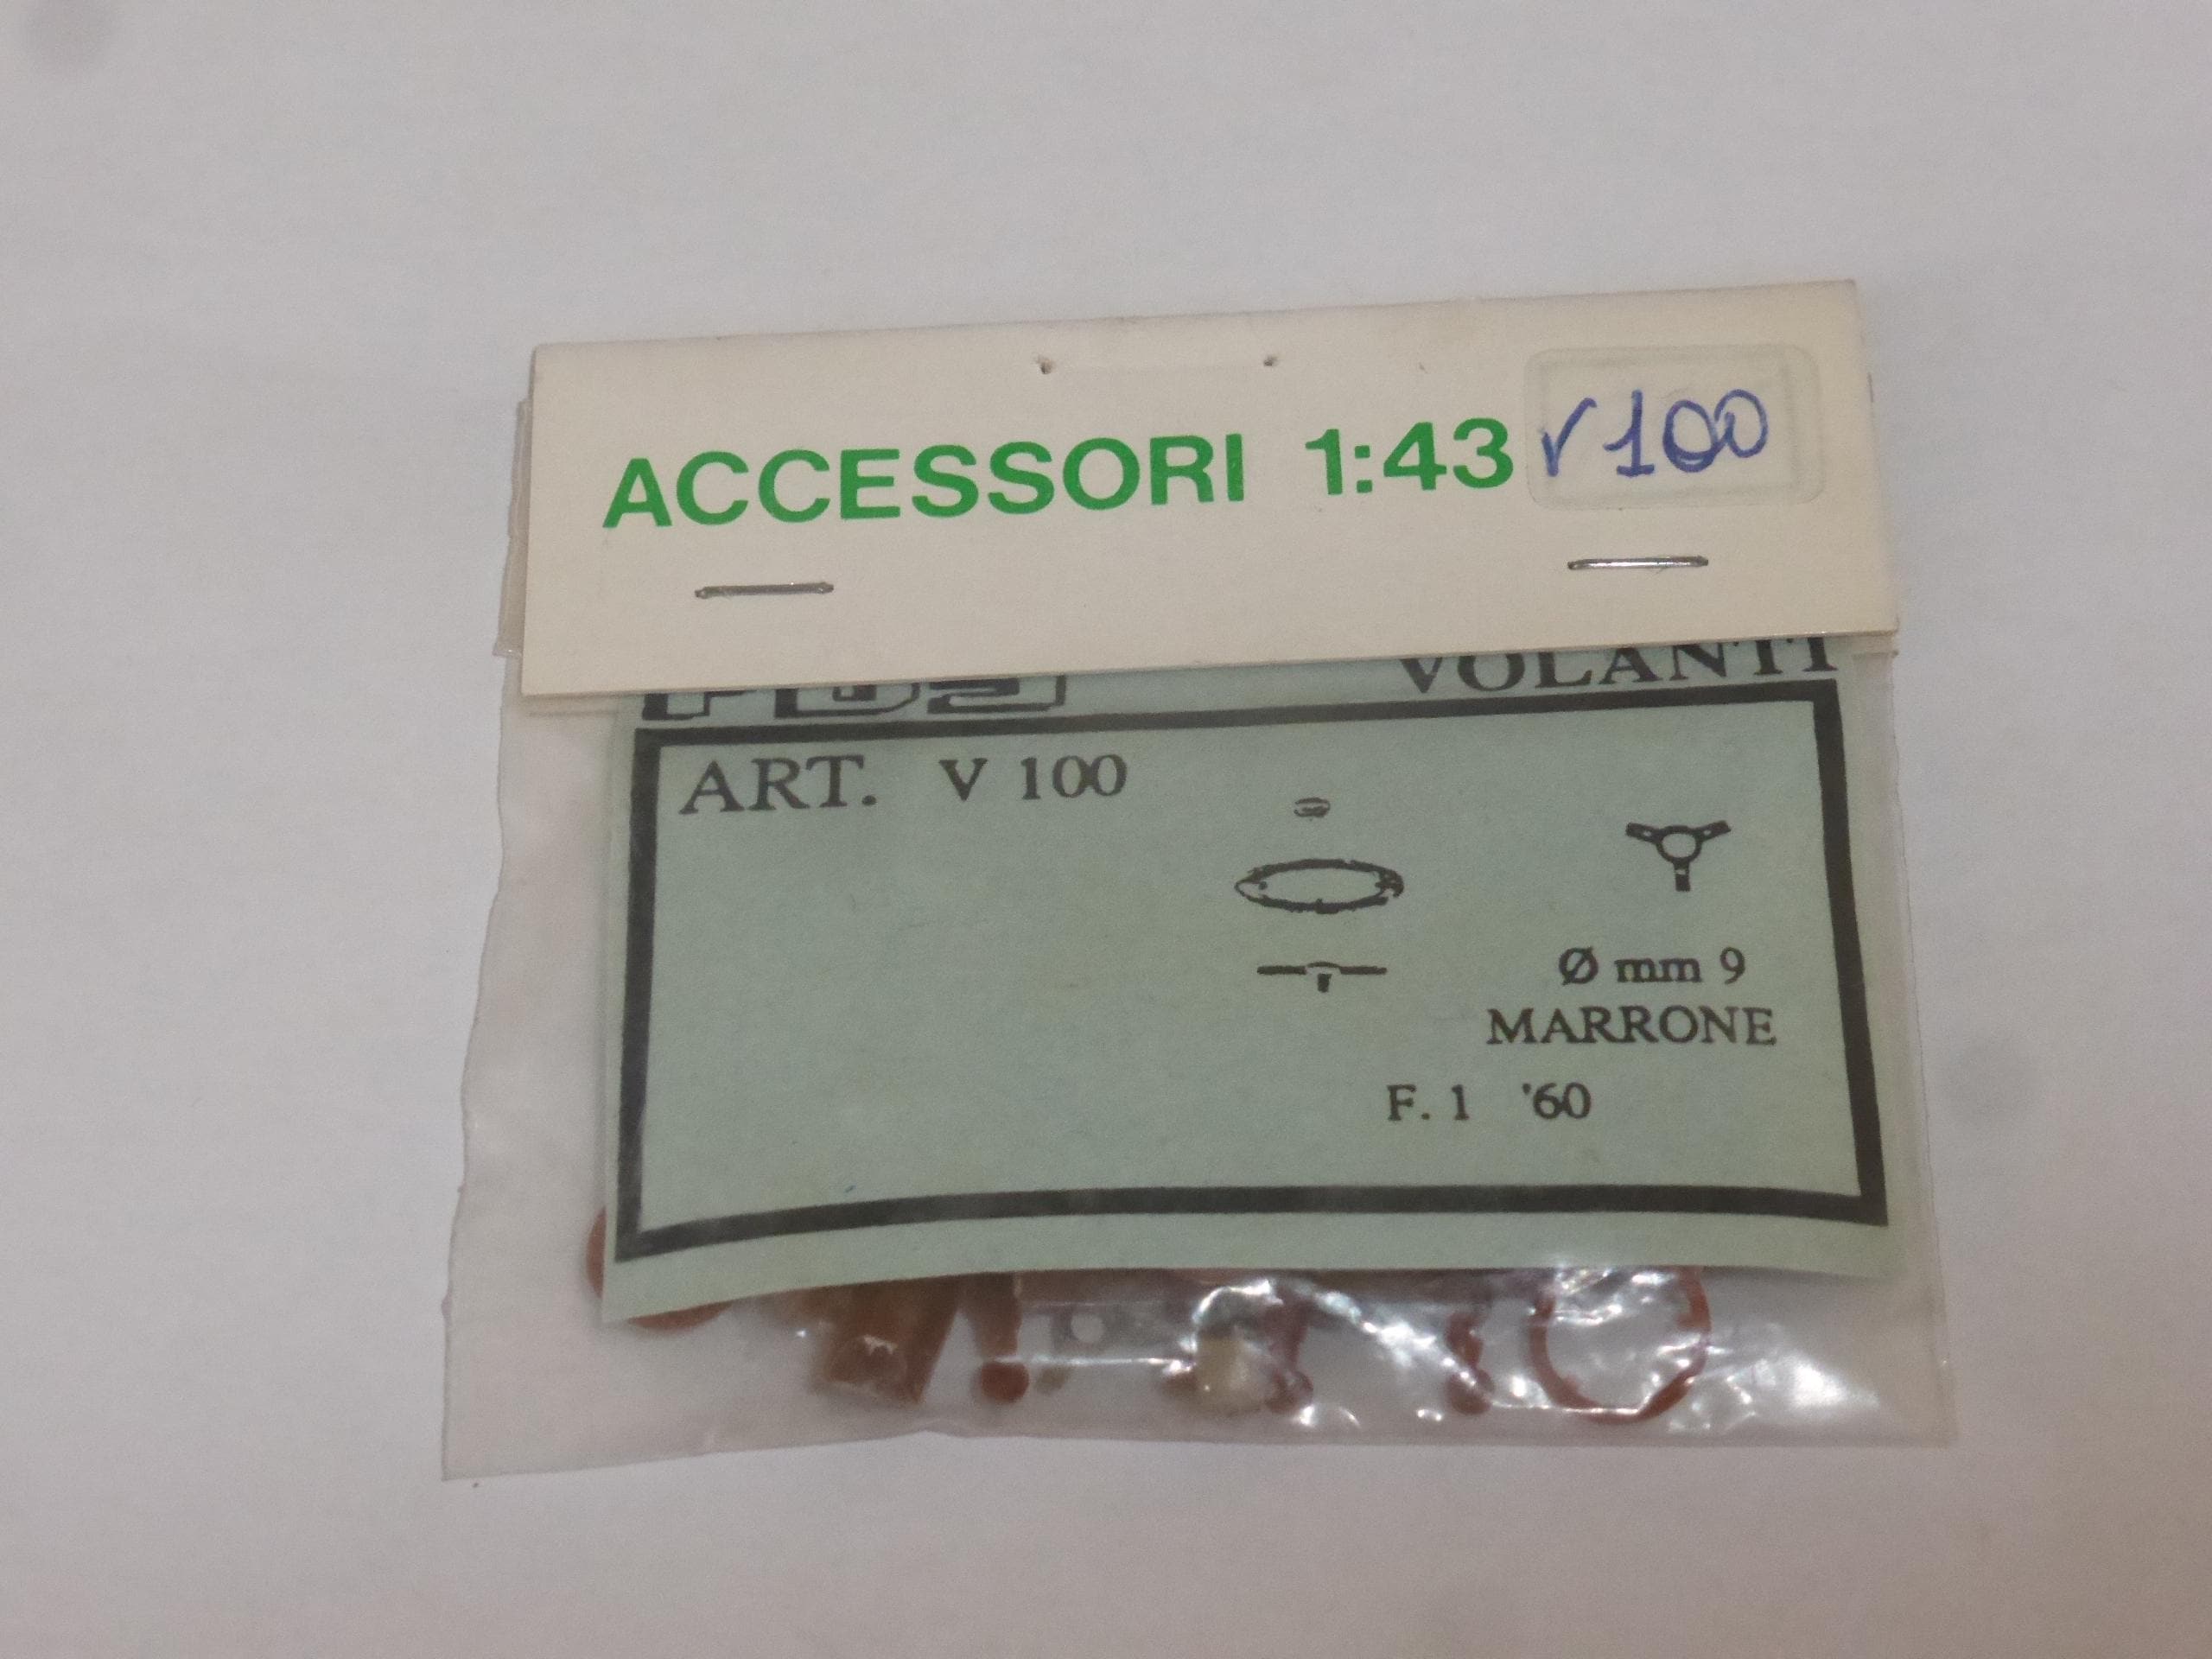 ACCESSORI 1:43 V100
VOLANTI
ART. V 100
Ø mm 9
MARRONE
F. 1 '60